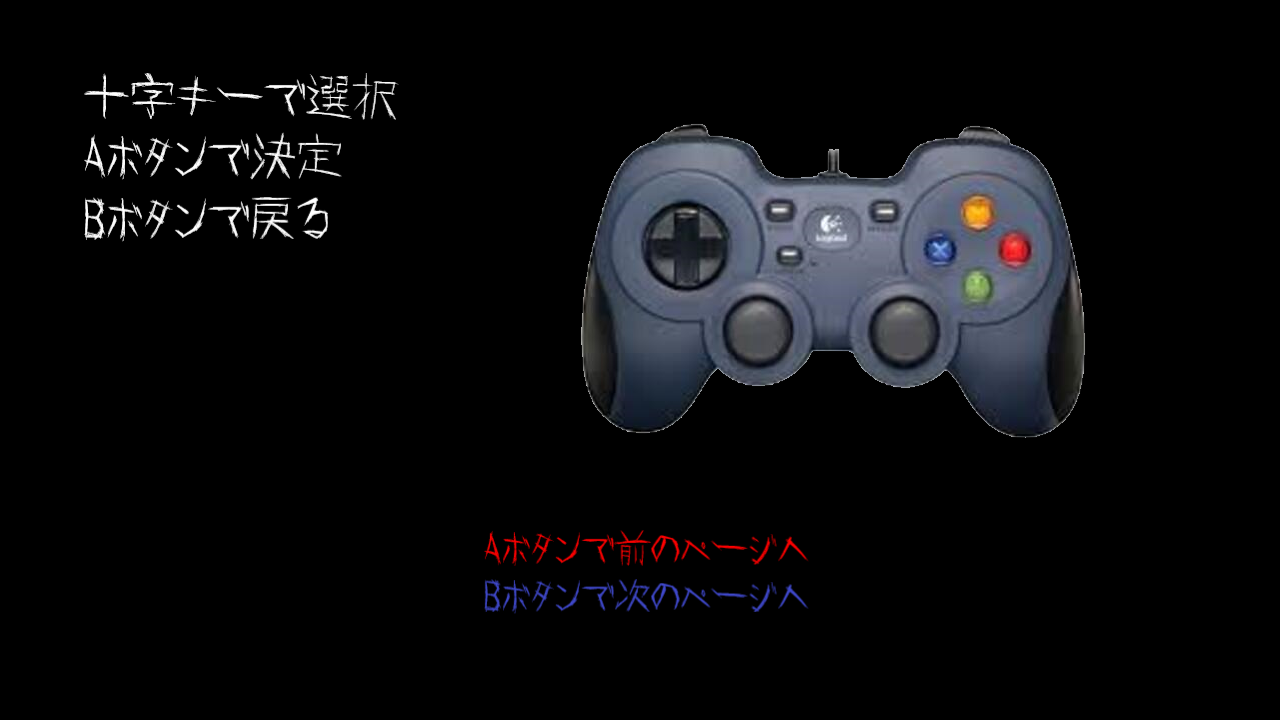 十字キーで選択
Aボタンで決定
Bボタンで戻る
Logitech
Aボタンで前のページへ
Bボタンで次のページへ